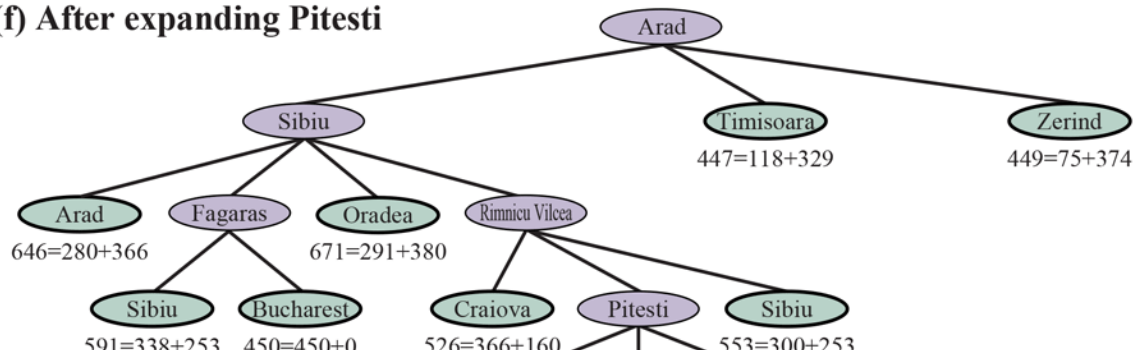 (f) After expanding Pitesti
Arad
Sibiu
Timisoara
Zerind
447=118+329
449=75+374
Arad
Fagaras
Oradea
Rimnicu Vilcea
646=280+366
671=291+380
Sibiu
Bucharest
Craiova
Pitesti
Sibiu
591=338+253
450=450+0
526=366+160
553=300+253